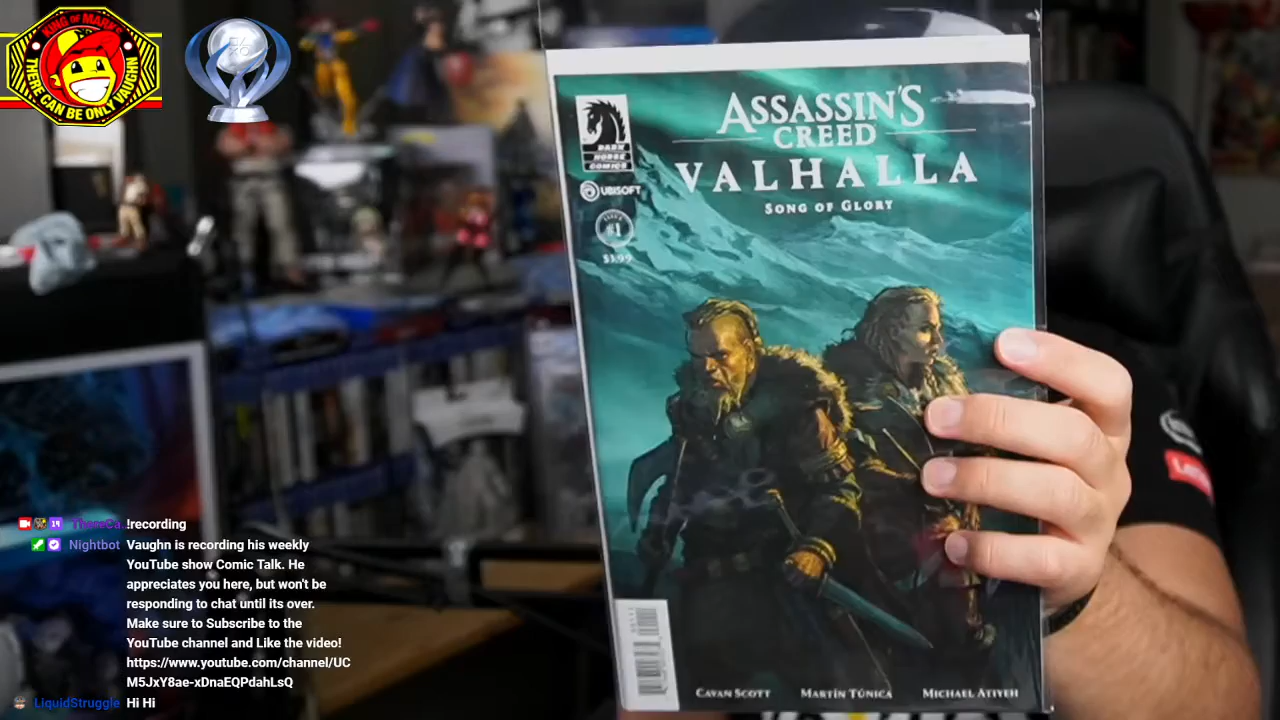 KING OF MARKS
THERE CAN BE ONLY VAUGHN
ASSASSIN'S
CREED
VALHALLA
SONG OF GLORY
DARK
HORSE
COMICS
UBISOFT
ISSUE
#1
$3.99
CAVAN SCOTT MARTÍN TÚNICA MICHAEL ATIYEH
!recording
Nightbot Vaughn is recording his weekly
YouTube show Comic Talk. He
appreciates you here, but won't be
responding to chat until its over.
Make sure to Subscribe to the
YouTube channel and Like the video!
https://www.youtube.com/channel/UC
M5JxY8ae-xDnaEQPdahLsQ
LiquidStruggle Hi Hi